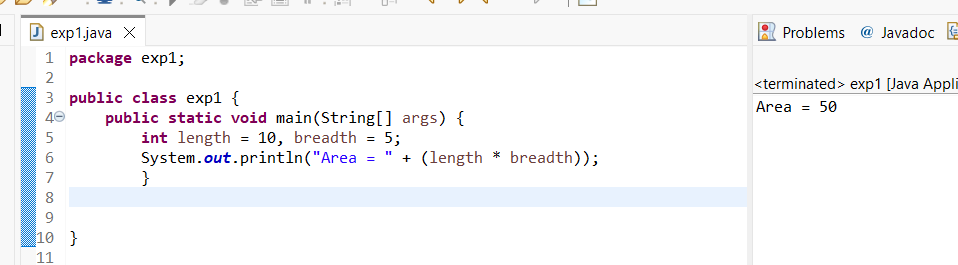 exp1.java
1 package exp1;
2
3 public class exp1 {
4 public static void main(String[] args) {
5 int length = 10, breadth = 5;
6 System.out.println("Area = " + (length * breadth));
7 }
8
9
10 }
11
Problems @ Javadoc
<terminated> exp1 [Java Appli
Area = 50